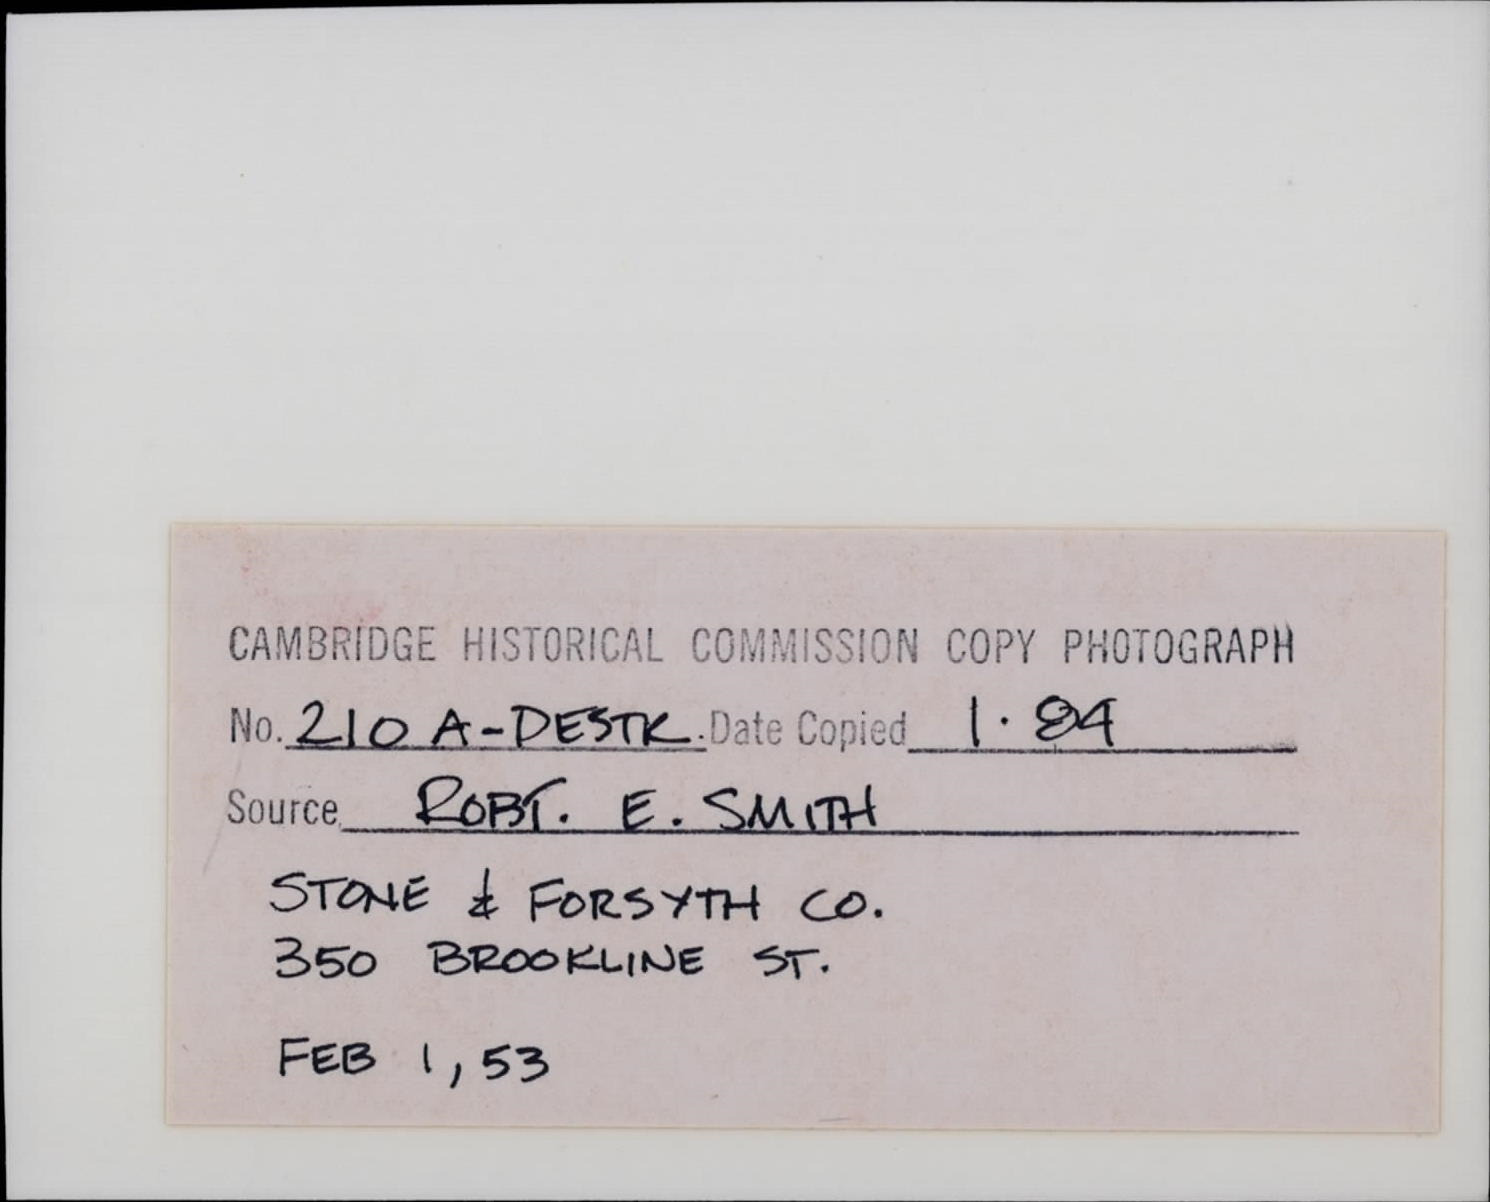 CAMBRIDGE HISTORICAL COMMISSION COPY PHOTOGRAPH
No. 210 A-DESTR. Date Copied 1.84
Source ROBT. E. SMITH
STONE & FORSYTH CO.
350 BROOKLINE ST.
FEB 1, 53